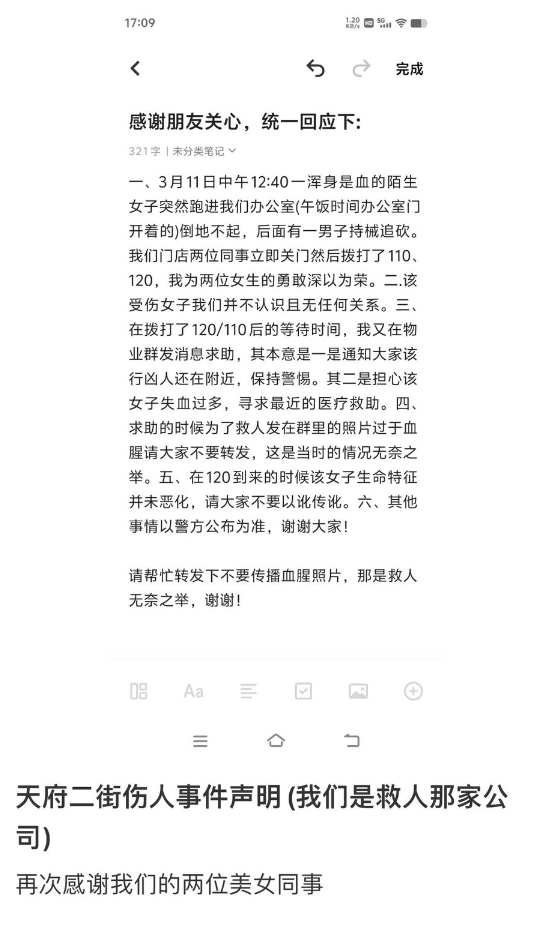 17:09
1.20 KB/s HD 5G
完成
感谢朋友关心，统一回应下:
321字 | 未分类笔记
一、3月11日中午12:40一浑身是血的陌生
女子突然跑进我们办公室(午饭时间办公室门
开着的)倒地不起，后面有一男子持械追砍。
我们门店两位同事立即关门然后拨打了110、
120，我为两位女生的勇敢深以为荣。二.该
受伤女子我们并不认识且无任何关系。三、
在拨打了120/110后的等待时间，我又在物
业群发消息求助，其本意是一是通知大家该
行凶人还在附近，保持警惕。其二是担心该
女子失血过多，寻求最近的医疗救助。四、
求助的时候为了救人发在群里的照片过于血
腥请大家不要转发，这是当时的情况无奈之
举。五、在120到来的时候该女子生命特征
并未恶化，请大家不要以讹传讹。六、其他
事情以警方公布为准，谢谢大家！
请帮忙转发下不要传播血腥照片，那是救人
无奈之举，谢谢！
Aa
天府二街伤人事件声明(我们是救人那家公
司)
再次感谢我们的两位美女同事